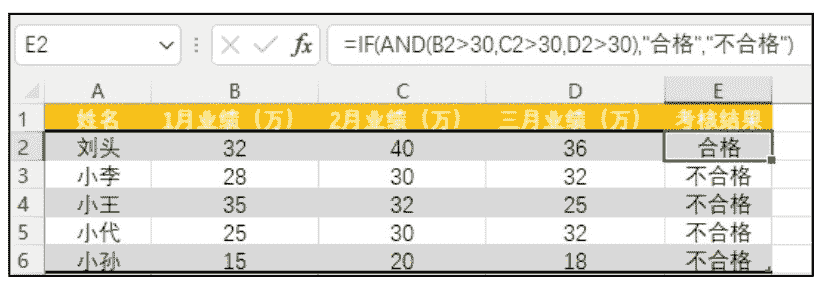 E2 fx =IF(AND(B2>30,C2>30,D2>30),"合格","不合格")
A B C D E
1 姓名 1月业绩（万） 2月业绩（万） 三月业绩（万） 考核结果
2 刘头 32 40 36 合格
3 小李 28 30 32 不合格
4 小王 35 32 25 不合格
5 小代 25 30 32 不合格
6 小孙 15 20 18 不合格